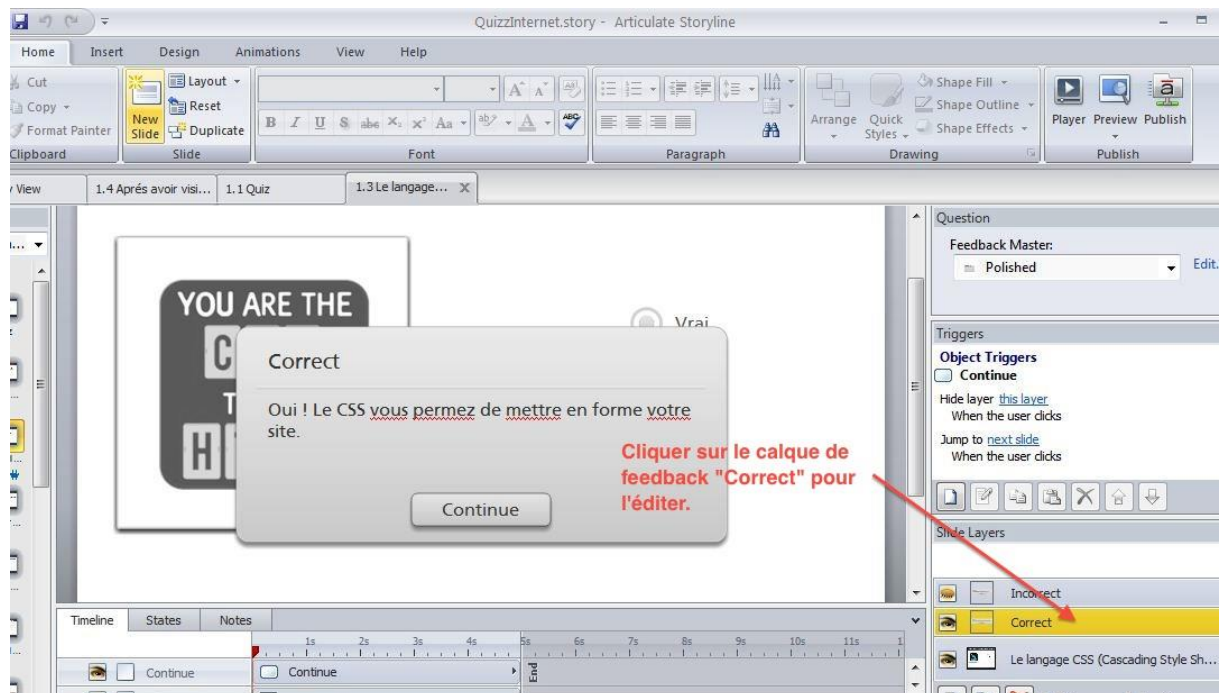 QuizzInternet.story - Articulate Storyline
Home Insert Design Animations View Help
Cut
Copy
Format Painter
Clipboard
New Slide
Layout
Reset
Duplicate
Slide
B I U S abc X₂ X² Aa
Font
Paragraph
Arrange
Quick Styles
Shape Fill
Shape Outline
Shape Effects
Drawing
Player Preview Publish
Publish
View
1.4 Aprés avoir visi...
1.1 Quiz
1.3 Le langage...
YOU ARE THE
Vrai
Correct
Oui ! Le CSS vous permez de mettre en forme votre
site.
Continue
Cliquer sur le calque de
feedback "Correct" pour
l'éditer.
Question
Feedback Master:
Polished
Edit.
Triggers
Object Triggers
Continue
Hide layer this layer
When the user clicks
Jump to next slide
When the user clicks
Slide Layers
Incorrect
Correct
Le langage CSS (Cascading Style Sh...
Timeline States Notes
1s 2s 3s 4s 5s 6s 7s 8s 9s 10s 11s
Continue
Continue
End